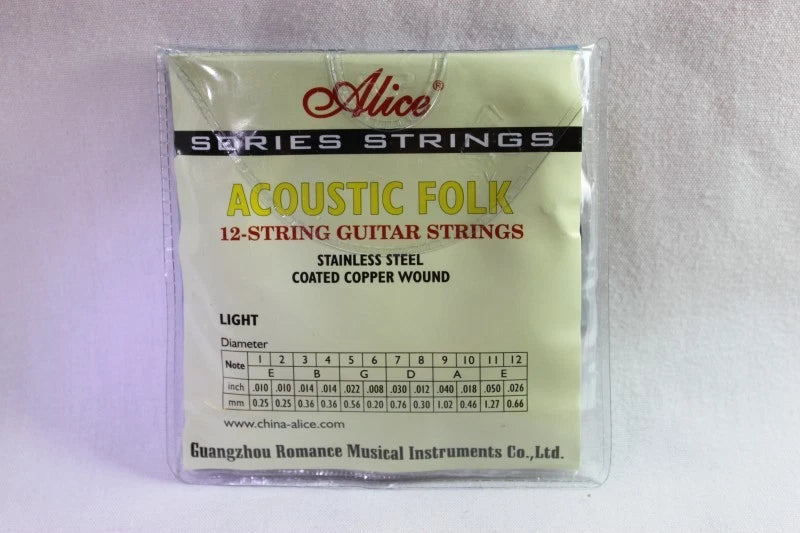 Alice®
SERIES STRINGS
ACOUSTIC FOLK
12-STRING GUITAR STRINGS
STAINLESS STEEL
COATED COPPER WOUND
LIGHT
Diameter
Note 1 2 3 4 5 6 7 8 9 10 11 12
E B G D A E
inch .010 .010 .014 .014 .022 .008 .030 .012 .040 .018 .050 .026
mm 0.25 0.25 0.36 0.36 0.56 0.20 0.76 0.30 1.02 0.46 1.27 0.66
www.china-alice.com
Guangzhou Romance Musical Instruments Co.,Ltd.